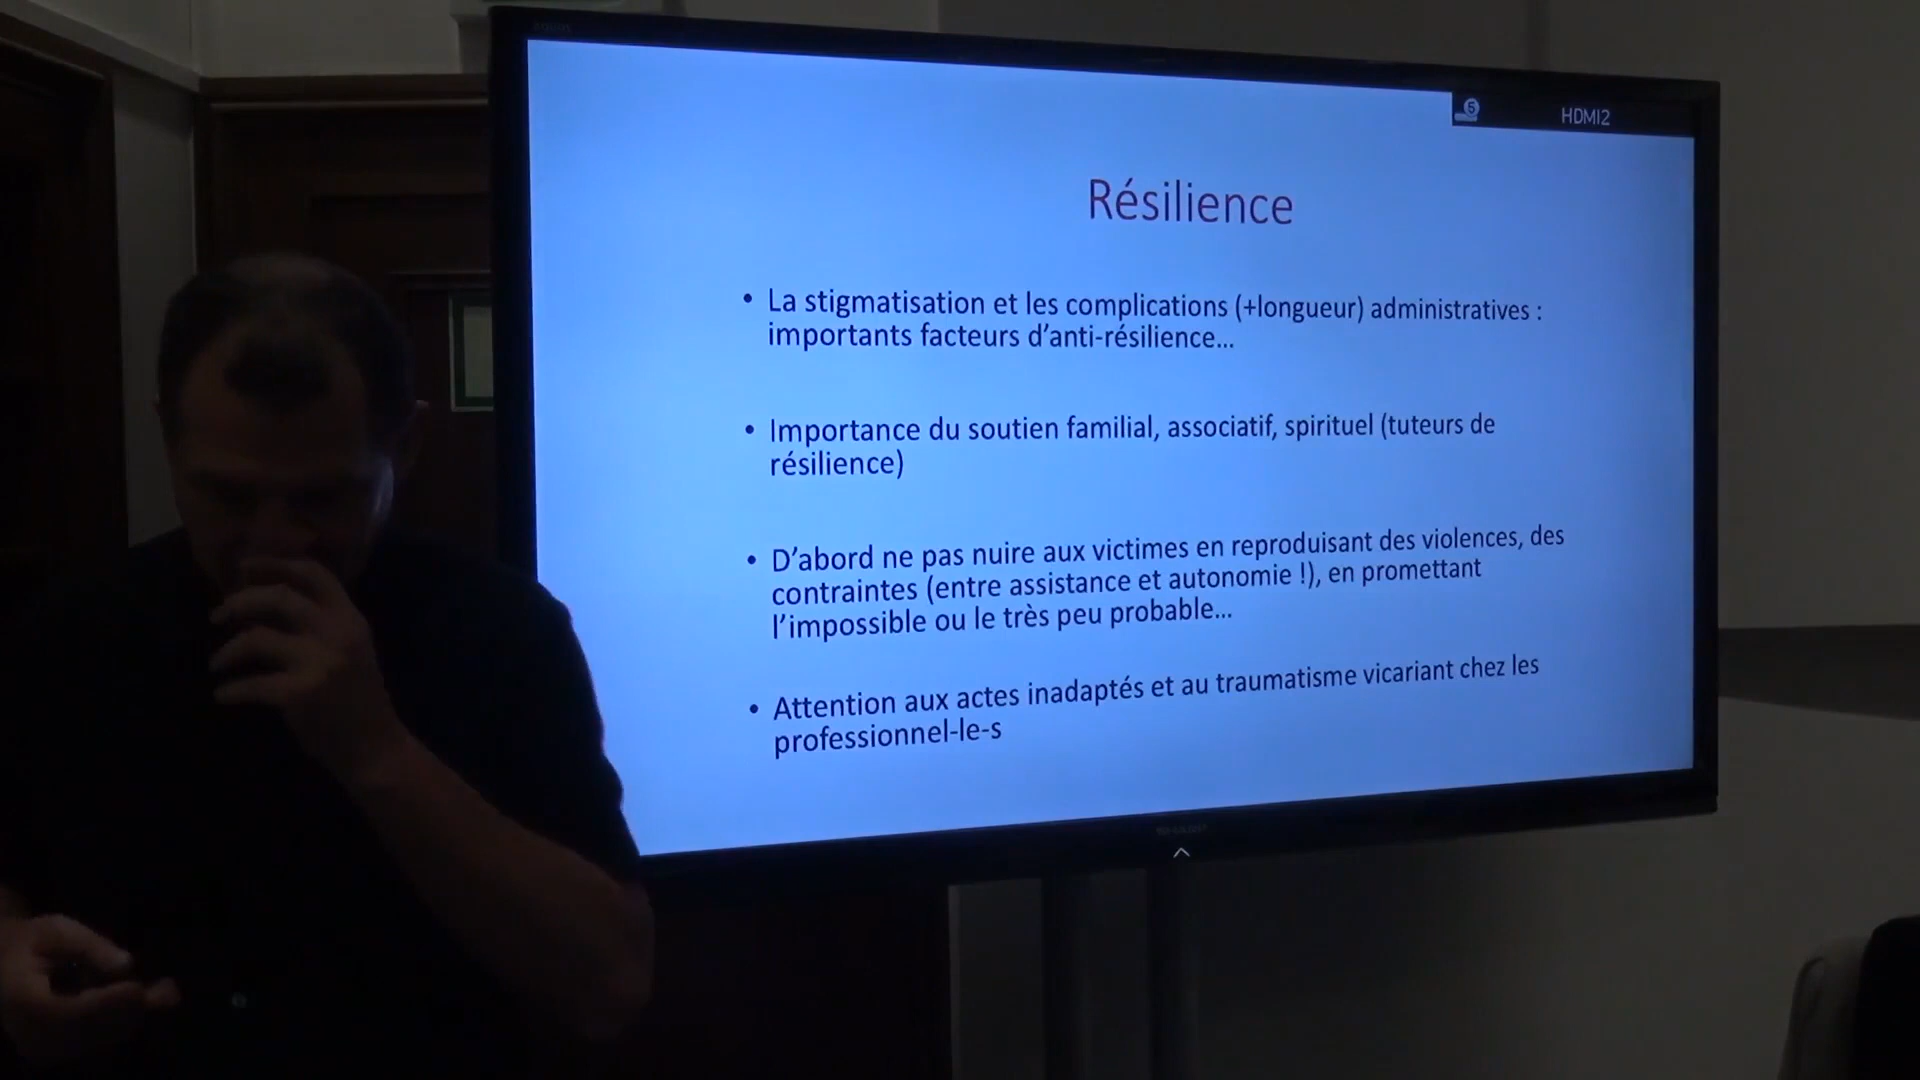 HDMI2
Résilience
• La stigmatisation et les complications (+longueur) administratives :
importants facteurs d’anti-résilience...
• Importance du soutien familial, associatif, spirituel (tuteurs de
résilience)
• D’abord ne pas nuire aux victimes en reproduisant des violences, des
contraintes (entre assistance et autonomie !), en promettant
l’impossible ou le très peu probable...
• Attention aux actes inadaptés et au traumatisme vicariant chez les
professionnel-le-s